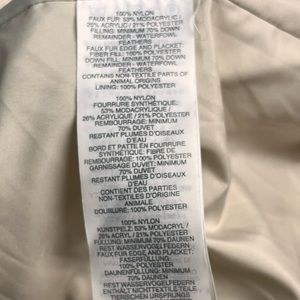 100% NYLON
FAUX FUR: 53% MODACRYLIC /
26% ACRYLIC / 21% POLYESTER
FILLING: MINIMUM 70% DOWN
REMAINDER - WATERFOWL
FEATHERS
FAUX FUR EDGE AND PLACKET:
FIBER FILL: 100% POLYESTER
DOWN FILL: MINIMUM 70% DOWN
REMAINDER - WATERFOWL
FEATHERS
CONTAINS NON-TEXTILE PARTS OF
ANIMAL ORIGINS
LINING: 100% POLYESTER
100% NYLON
FOURRURE SYNTHÉTIQUE:
53% MODACRYLIQUE /
26% ACRYLIQUE / 21% POLYESTER
REMBOURRAGE: MINIMUM
70% DUVET
RESTANT PLUMES D'OISEAUX
D'EAU
BORD ET PATTE EN FOURRURE
SYNTHÉTIQUE: FIBRE DE
REMBOURRAGE: 100% POLYESTER
GARNISSAGE DUVET: MINIMUM
70% DUVET
RESTANT PLUMES D'OISEAUX
D'EAU
CONTIENT DES PARTIES
NON-TEXTILES D'ORIGINE
ANIMALE
DOUBLURE: 100% POLYESTER
100% NYLON
KUNSTPELZ: 53% MODACRYL /
26% ACRYL / 21% POLYESTER
FÜLLUNG: MINIMUM 70% DAUNEN
REST WASSERVOGELFEDERN
FAUX FUR EDGE AND PLACKET:
FASERFÜLLUNG:
100% POLYESTER
DAUNENFÜLLUNG: MINIMUM
70% DAUNEN
REST WASSERVOGELFEDERN
ENTHÄLT NICHTTEXTILE TEILE
TIERISCHEN URSPRUNGS